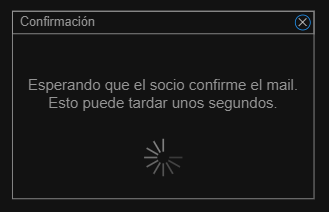 Confirmación
Esperando que el socio confirme el mail.
Esto puede tardar unos segundos.